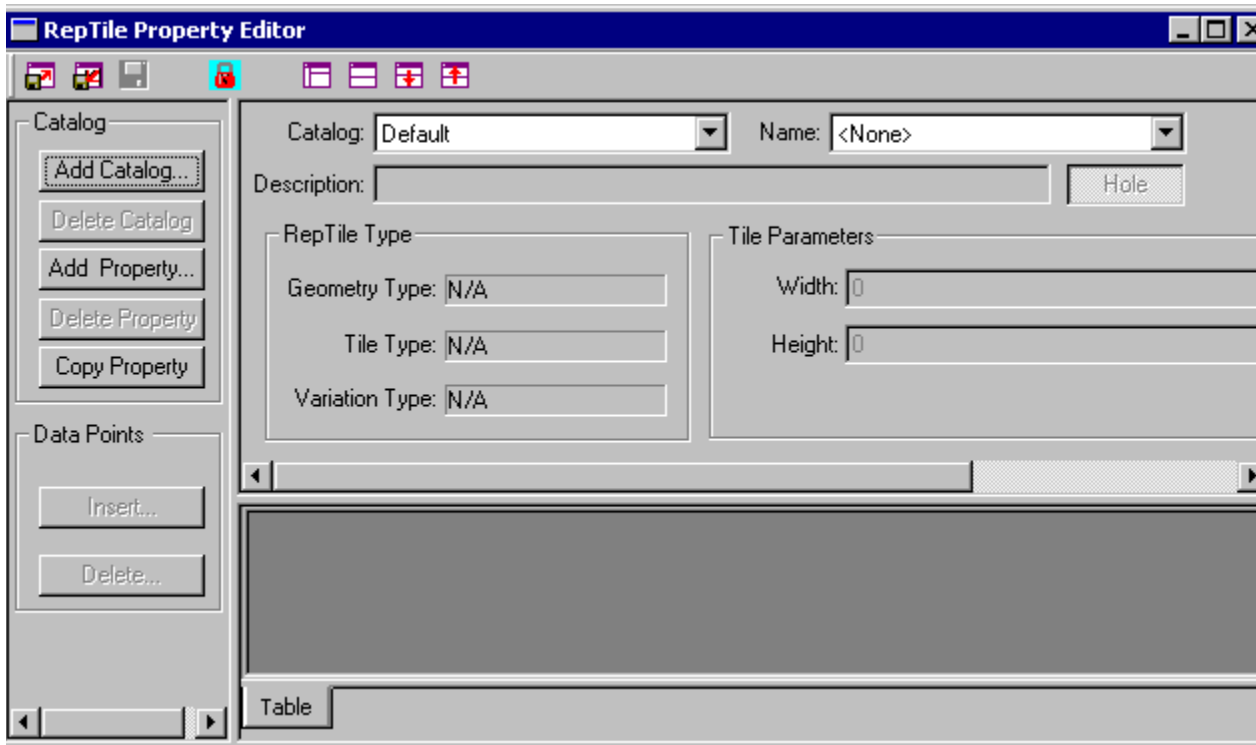 RepTile Property Editor
Catalog
Add Catalog...
Delete Catalog
Add Property...
Delete Property
Copy Property
Data Points
Insert...
Delete...
Catalog: Default Name: <None>
Description: Hole
RepTile Type
Geometry Type: N/A
Tile Type: N/A
Variation Type: N/A
Tile Parameters
Width: 0
Height: 0
Table